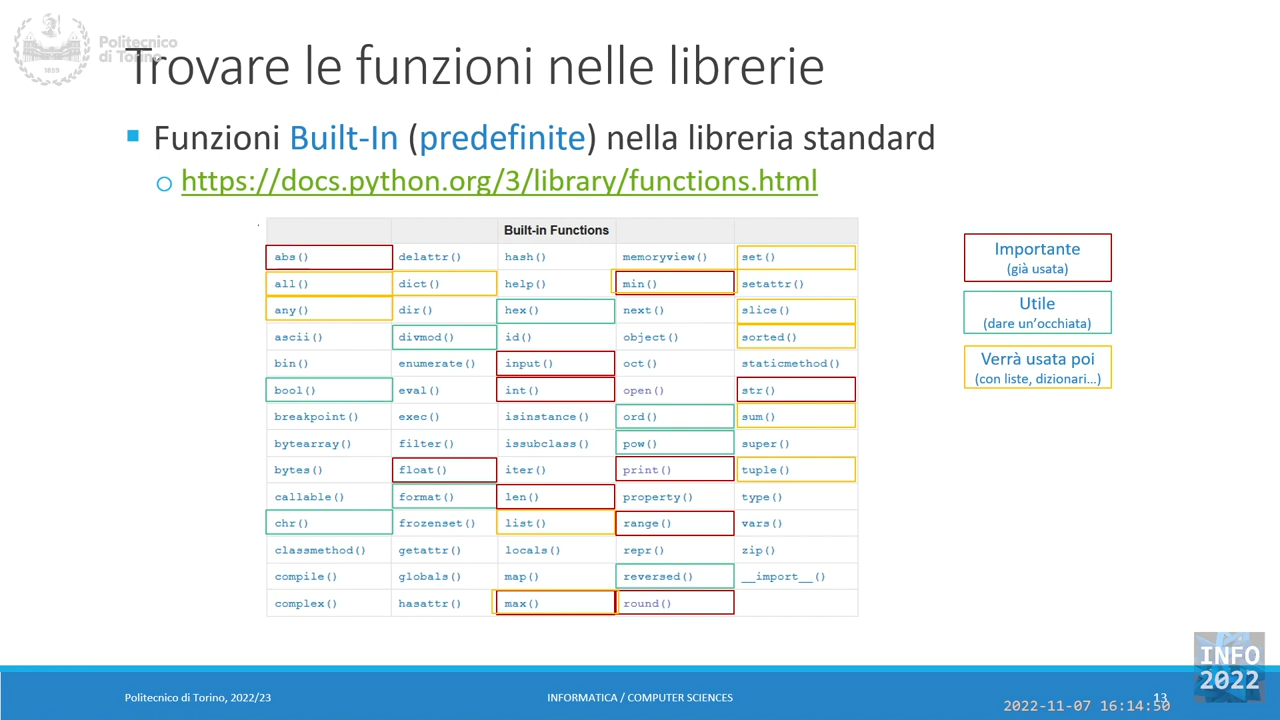 Politecnico
di Torino
1859
Trovare le funzioni nelle librerie
Funzioni Built-In (predefinite) nella libreria standard
https://docs.python.org/3/library/functions.html
Built-in Functions
abs() delattr() hash() memoryview() set()
all() dict() help() min() setattr()
any() dir() hex() next() slice()
ascii() divmod() id() object() sorted()
bin() enumerate() input() oct() staticmethod()
bool() eval() int() open() str()
breakpoint() exec() isinstance() ord() sum()
bytearray() filter() issubclass() pow() super()
bytes() float() iter() print() tuple()
callable() format() len() property() type()
chr() frozenset() list() range() vars()
classmethod() getattr() locals() repr() zip()
compile() globals() map() reversed() __import__()
complex() hasattr() max() round()
Importante
(già usata)
Utile
(dare un'occhiata)
Verrà usata poi
(con liste, dizionari...)
Politecnico di Torino, 2022/23 INFORMATICA / COMPUTER SCIENCES 13
INFO
2022
2022-11-07 16:14:50